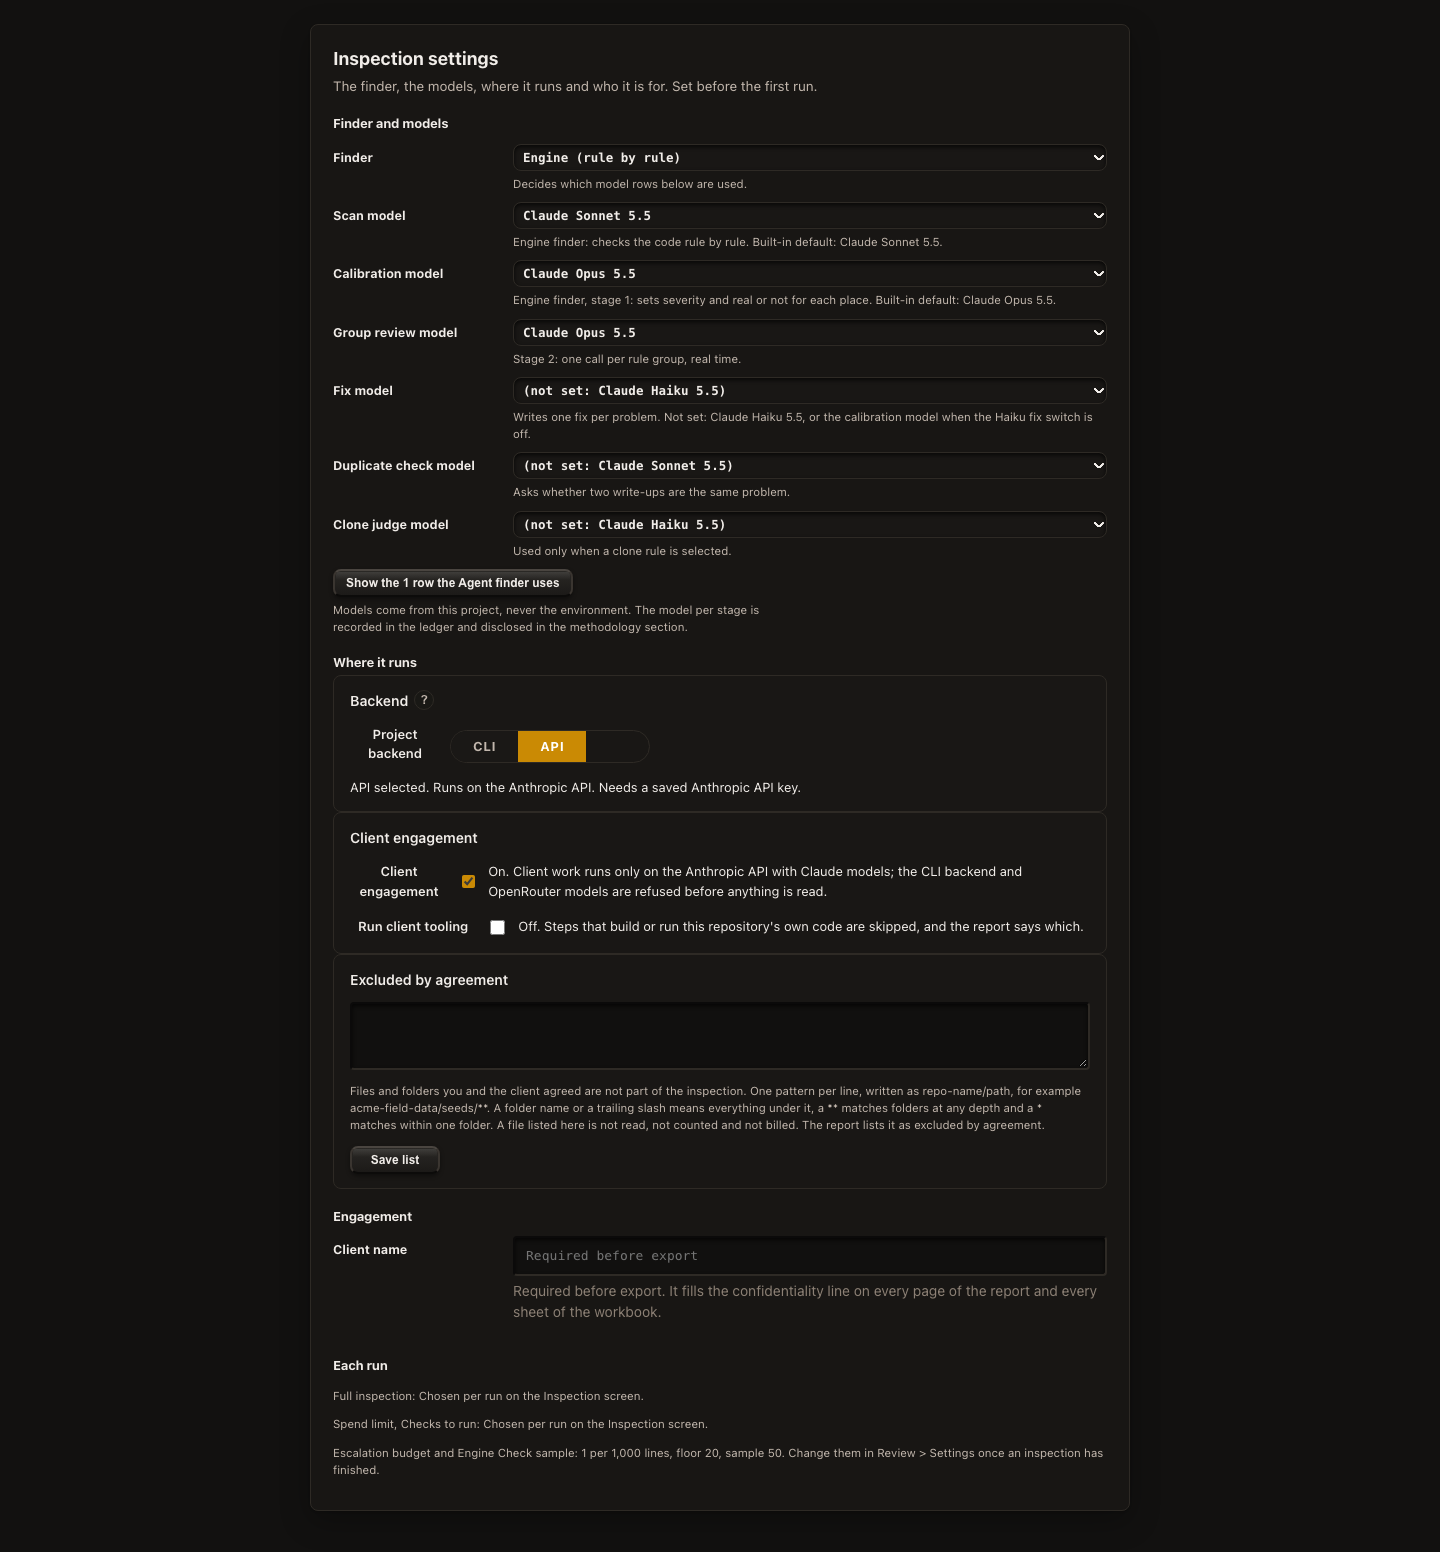 Inspection settings
The finder, the models, where it runs and who it is for. Set before the first run.
Finder and models
Finder
Engine (rule by rule)
Decides which model rows below are used.
Scan model
Claude Sonnet 5.5
Engine finder: checks the code rule by rule. Built-in default: Claude Sonnet 5.5.
Calibration model
Claude Opus 5.5
Engine finder, stage 1: sets severity and real or not for each place. Built-in default: Claude Opus 5.5.
Group review model
Claude Opus 5.5
Stage 2: one call per rule group, real time.
Fix model
(not set: Claude Haiku 5.5)
Writes one fix per problem. Not set: Claude Haiku 5.5, or the calibration model when the Haiku fix switch is
off.
Duplicate check model
(not set: Claude Sonnet 5.5)
Asks whether two write-ups are the same problem.
Clone judge model
(not set: Claude Haiku 5.5)
Used only when a clone rule is selected.
Show the 1 row the Agent finder uses
Models come from this project, never the environment. The model per stage is
recorded in the ledger and disclosed in the methodology section.
Where it runs
Backend ?
Project
backend
CLI API
API selected. Runs on the Anthropic API. Needs a saved Anthropic API key.
Client engagement
Client
engagement
On. Client work runs only on the Anthropic API with Claude models; the CLI backend and
OpenRouter models are refused before anything is read.
Run client tooling
Off. Steps that build or run this repository's own code are skipped, and the report says which.
Excluded by agreement
Files and folders you and the client agreed are not part of the inspection. One pattern per line, written as repo-name/path, for example
acme-field-data/seeds/**. A folder name or a trailing slash means everything under it, a ** matches folders at any depth and a *
matches within one folder. A file listed here is not read, not counted and not billed. The report lists it as excluded by agreement.
Save list
Engagement
Client name
Required before export
Required before export. It fills the confidentiality line on every page of the report and every
sheet of the workbook.
Each run
Full inspection: Chosen per run on the Inspection screen.
Spend limit, Checks to run: Chosen per run on the Inspection screen.
Escalation budget and Engine Check sample: 1 per 1,000 lines, floor 20, sample 50. Change them in Review > Settings once an inspection has
finished.